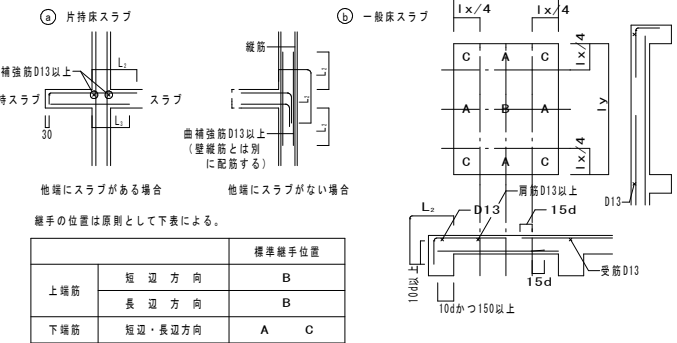 ⓐ 片持床スラブ
補強筋D13以上
L₂
持スラブ
スラブ
L₂
30
他端にスラブがある場合
縦筋
L₂
L₂
L₂
曲補強筋D13以上
(壁縦筋とは別
に配筋する)
他端にスラブがない場合
ⓑ 一般床スラブ
lx/4 lx/4
C A C
A B A
C A C
lx/4
ly
lx/4
D13
肩筋D13以上
L₂ D13 15d
受筋D13
15d
10d以上
10dかつ150以上
継手の位置は原則として下表による。
標準継手位置
上端筋 短辺方向 B
長辺方向 B
下端筋 短辺・長辺方向 A C